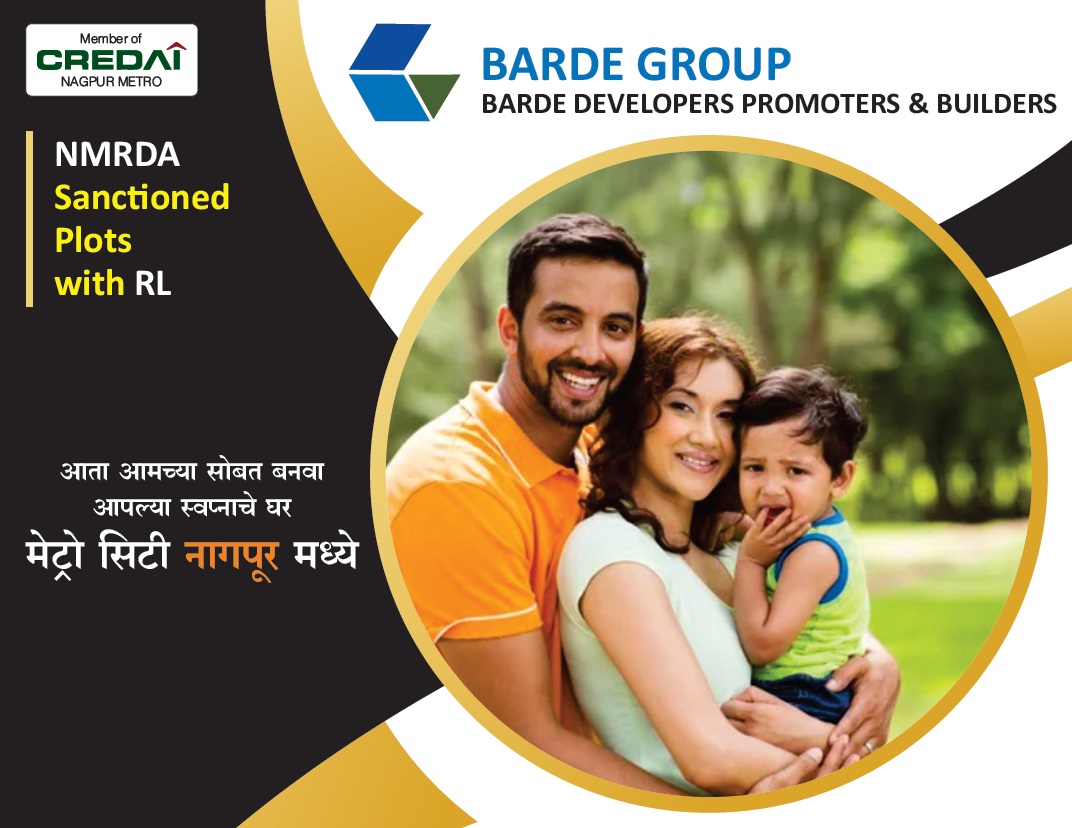 Member of
CREDAI
NAGPUR METRO
BARDE GROUP
BARDE DEVELOPERS PROMOTERS & BUILDERS
NMRDA
Sanctioned
Plots
with RL
आता आमच्या सोबत बनवा
आपल्या स्वप्नाचे घर
मेट्रो सिटी नागपूर मध्ये